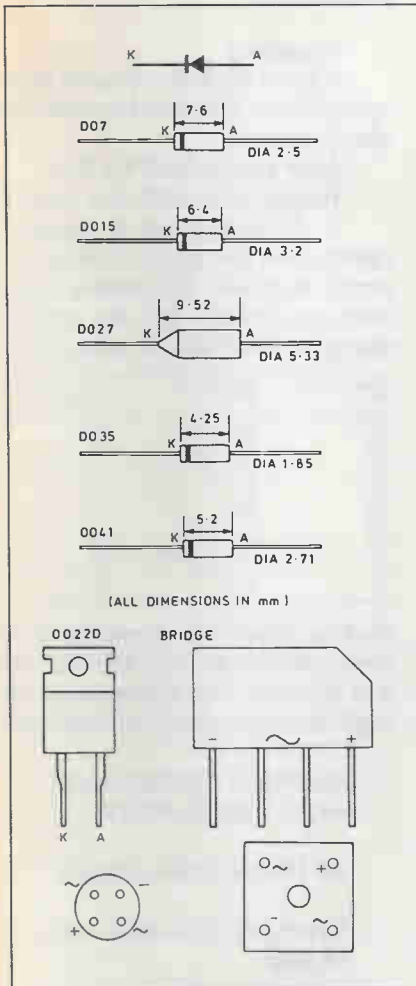 K A
7·6
D07 K A
DIA 2·5
6·4
D015 K A
DIA 3·2
9·52
D027 K A
DIA 5·33
4·25
D035 K A
DIA 1·85
5·2
0041 K A
DIA 2·71
(ALL DIMENSIONS IN mm)
0022D BRIDGE
- ~ +
K A
~ - ~ +
+ ~ - ~